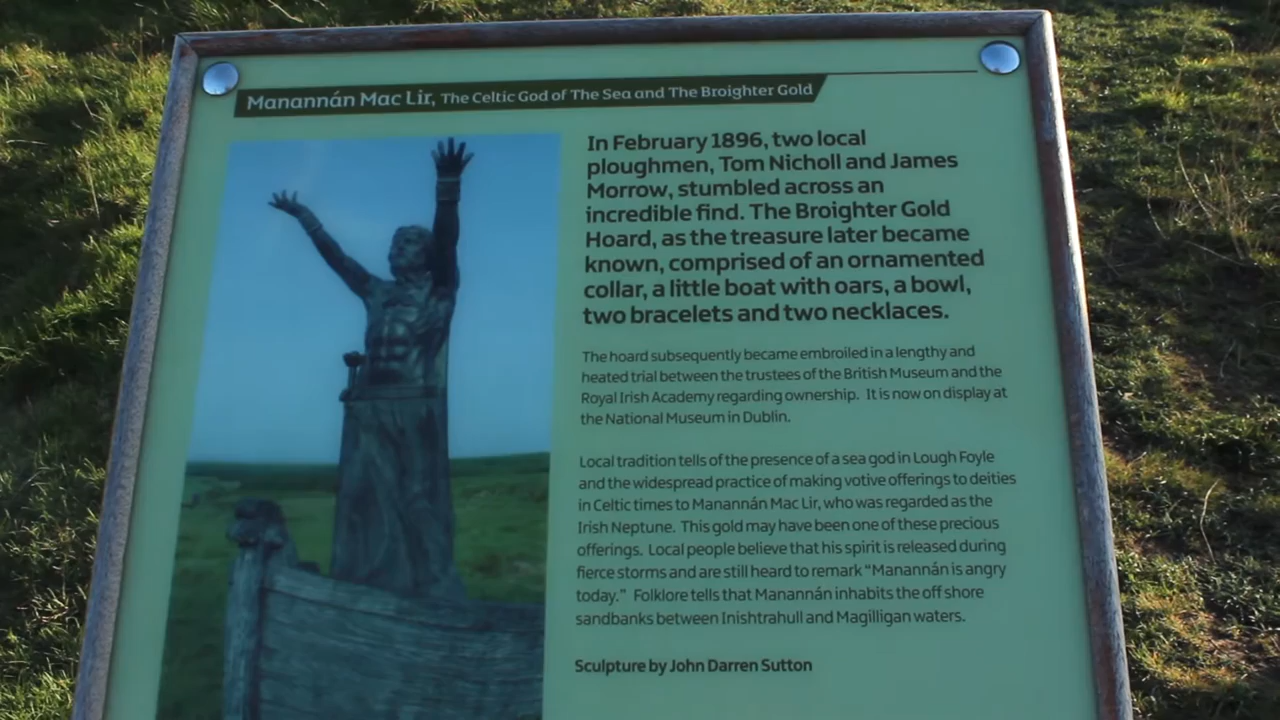 Manannán Mac Lir, The Celtic God of The Sea and The Broighter Gold
In February 1896, two local
ploughmen, Tom Nicholl and James
Morrow, stumbled across an
incredible find. The Broighter Gold
Hoard, as the treasure later became
known, comprised of an ornamented
collar, a little boat with oars, a bowl,
two bracelets and two necklaces.
The hoard subsequently became embroiled in a lengthy and
heated trial between the trustees of the British Museum and the
Royal Irish Academy regarding ownership. It is now on display at
the National Museum in Dublin.
Local tradition tells of the presence of a sea god in Lough Foyle
and the widespread practice of making votive offerings to deities
in Celtic times to Manannán Mac Lir, who was regarded as the
Irish Neptune. This gold may have been one of these precious
offerings. Local people believe that his spirit is released during
fierce storms and are still heard to remark “Manannán is angry
today.” Folklore tells that Manannán inhabits the off shore
sandbanks between Inishtrahull and Magilligan waters.
Sculpture by John Darren Sutton